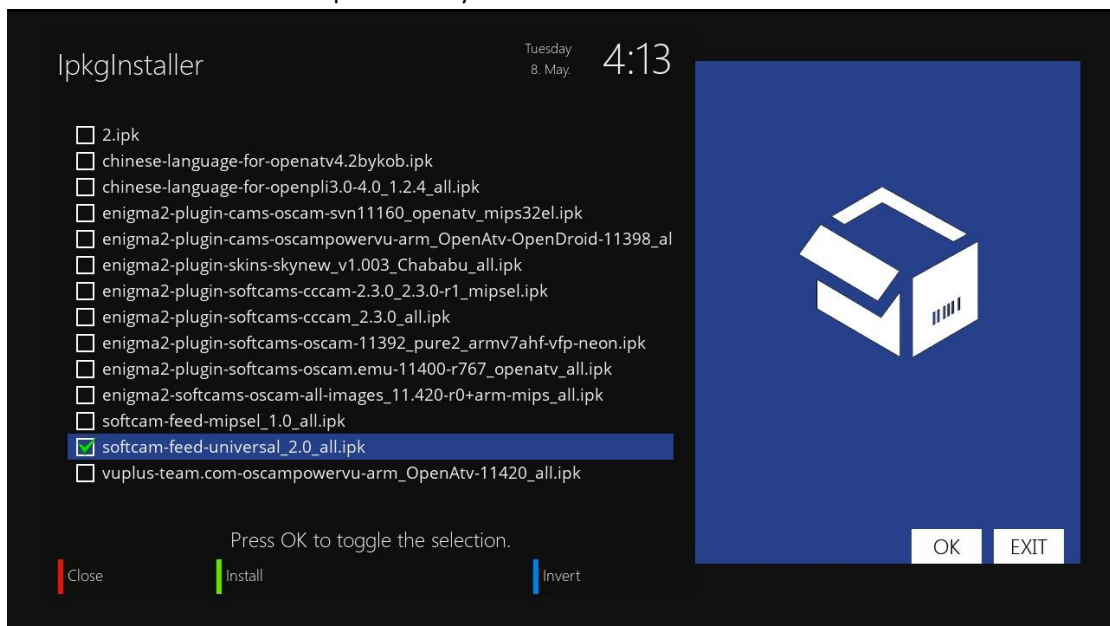 IpkgInstaller
Tuesday
8. May.
4:13
2.ipk
chinese-language-for-openatv4.2bykob.ipk
chinese-language-for-openpli3.0-4.0_1.2.4_all.ipk
enigma2-plugin-cams-oscam-svn11160_openatv_mips32el.ipk
enigma2-plugin-cams-oscampowervu-arm_OpenAtv-OpenDroid-11398_al
enigma2-plugin-skins-skynew_v1.003_Chababu_all.ipk
enigma2-plugin-softcams-cccam-2.3.0_2.3.0-r1_mipsel.ipk
enigma2-plugin-softcams-cccam_2.3.0_all.ipk
enigma2-plugin-softcams-oscam-11392_pure2_armv7ahf-vfp-neon.ipk
enigma2-plugin-softcams-oscam.emu-11400-r767_openatv_all.ipk
enigma2-softcams-oscam-all-images_11.420-r0+arm-mips_all.ipk
softcam-feed-mipsel_1.0_all.ipk
softcam-feed-universal_2.0_all.ipk
vuplus-team.com-oscampowervu-arm_OpenAtv-11420_all.ipk
Press OK to toggle the selection.
OK EXIT
Close Install Invert